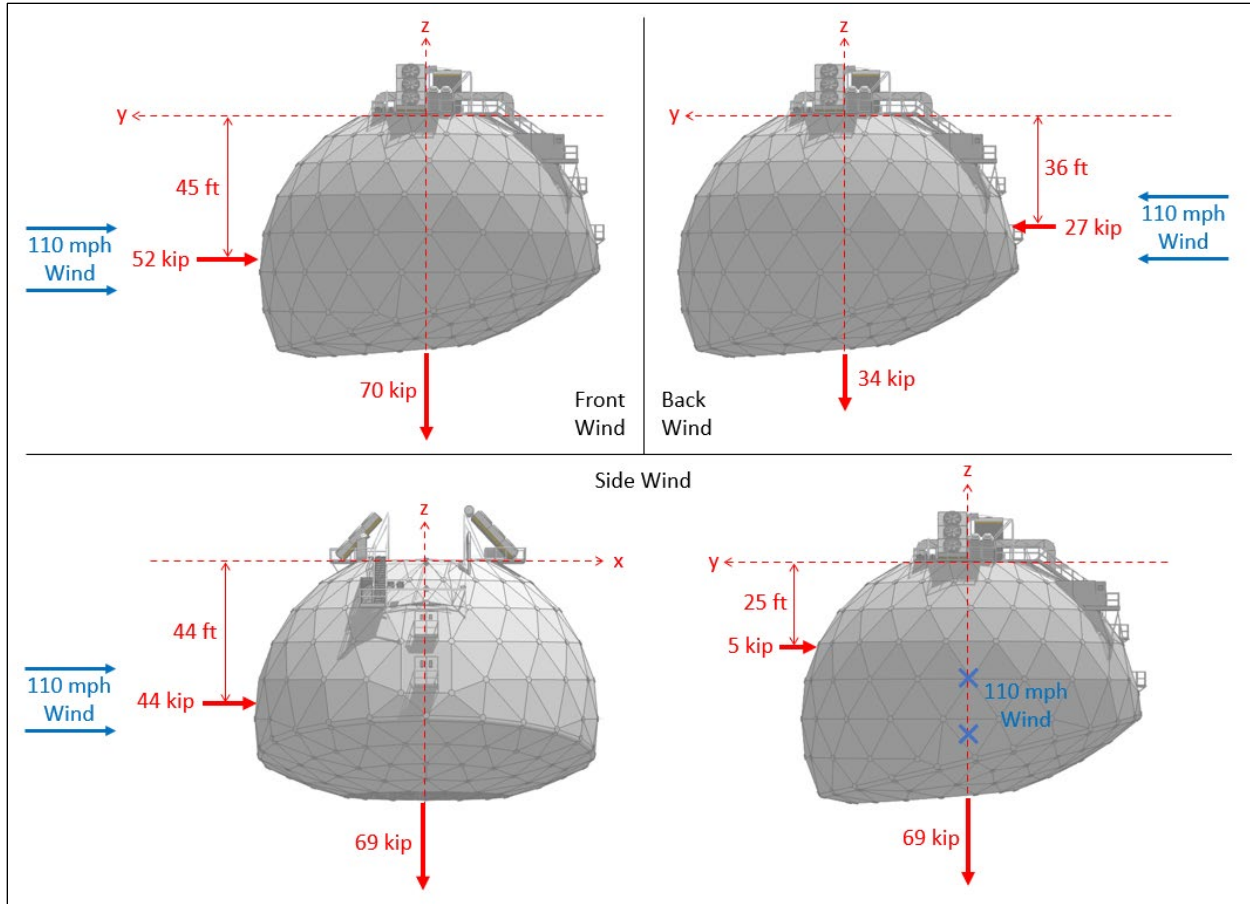 z
y
45 ft
110 mph
Wind
52 kip
70 kip
Front
Wind
z
y
36 ft
110 mph
Wind
27 kip
34 kip
Back
Wind
Side Wind
z
x
44 ft
110 mph
Wind
44 kip
69 kip
z
y
25 ft
5 kip
110 mph
Wind
69 kip